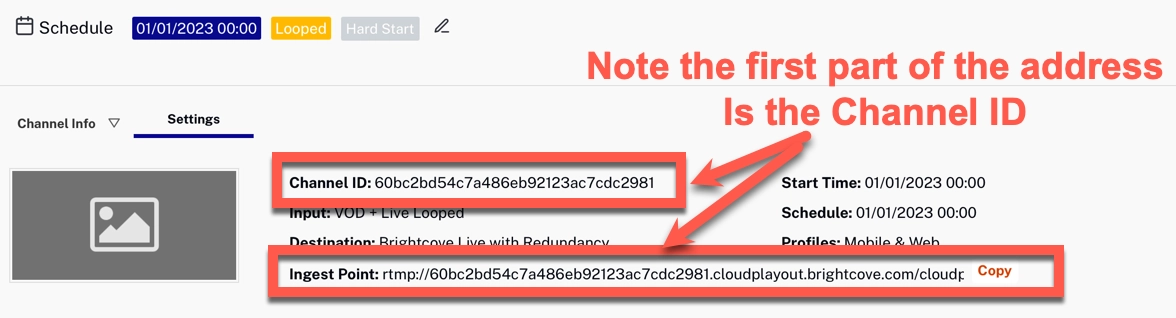 Schedule 01/01/2023 00:00 Looped Hard Start
Note the first part of the address
Is the Channel ID
Channel Info Settings
Channel ID: 60bc2bd54c7a486eb92123ac7cdc2981 Start Time: 01/01/2023 00:00
Input: VOD + Live Looped Schedule: 01/01/2023 00:00
Destination: Brightcove Live with Redundancy Profiles: Mobile & Web
Ingest Point: rtmp://60bc2bd54c7a486eb92123ac7cdc2981.cloudplayout.brightcove.com/cloudp Copy